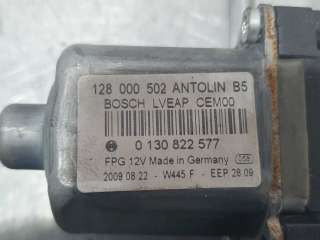 128 000 502 ANTOLIN B5
BOSCH LVEAP CEM00
0 130 822 577
FPG 12V Made in Germany
2009 08 22 - W445 F - EEP 28 09